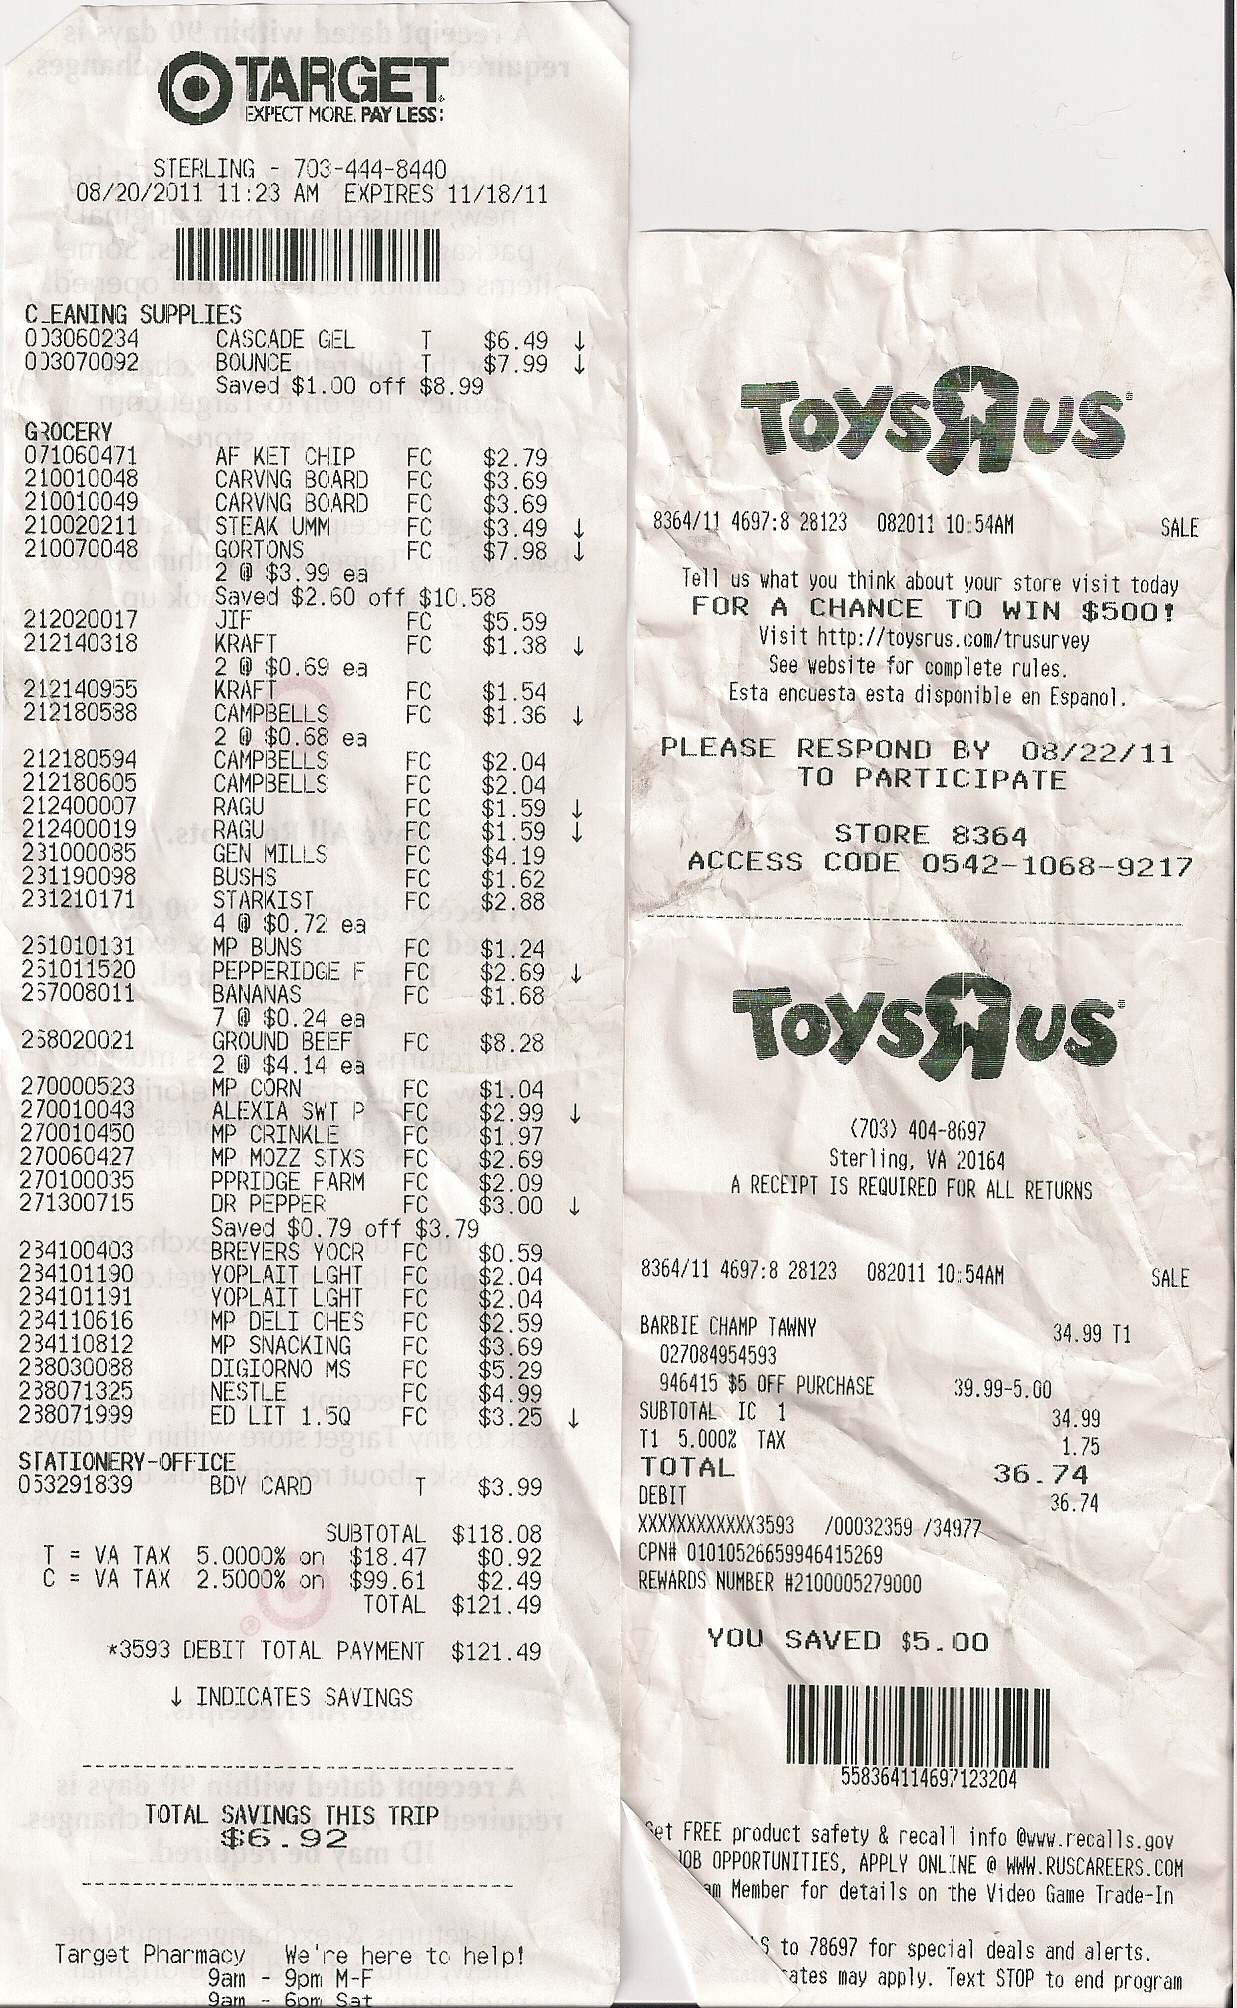 TARGET
EXPECT MORE. PAY LESS:
STERLING - 703-444-8440
08/20/2011 11:23 AM EXPIRES 11/18/11
CLEANING SUPPLIES
003060234 CASCADE GEL T $6.49 ↓
003070092 BOUNCE T $7.99 ↓
Saved $1.00 off $8.99
GROCERY
071060471 AF KET CHIP FC $2.79
210010048 CARVNG BOARD FC $3.69
210010049 CARVNG BOARD FC $3.69
210020211 STEAK UMM FC $3.49 ↓
210070048 GORTONS FC $7.98 ↓
2 @ $3.99 ea
Saved $2.60 off $10.58
212020017 JIF FC $5.59
212140318 KRAFT FC $1.38 ↓
2 @ $0.69 ea
212140955 KRAFT FC $1.54
212180588 CAMPBELLS FC $1.36 ↓
2 @ $0.68 ea
212180594 CAMPBELLS FC $2.04
212180605 CAMPBELLS FC $2.04
212400007 RAGU FC $1.59 ↓
212400019 RAGU FC $1.59 ↓
231000085 GEN MILLS FC $4.19
231190098 BUSHS FC $1.62
231210171 STARKIST FC $2.88
4 @ $0.72 ea
261010131 MP BUNS FC $1.24
261011520 PEPPERIDGE F FC $2.69 ↓
267008011 BANANAS FC $1.68
7 @ $0.24 ea
268020021 GROUND BEEF FC $8.28
2 @ $4.14 ea
270000523 MP CORN FC $1.04
270010043 ALEXIA SWT P FC $2.99 ↓
270010450 MP CRINKLE FC $1.97
270060427 MP MOZZ STXS FC $2.69
270100035 PPRIDGE FARM FC $2.09
271300715 DR PEPPER FC $3.00 ↓
Saved $0.79 off $3.79
284100403 BREYERS YOCR FC $0.59
284101190 YOPLAIT LGHT FC $2.04
284101191 YOPLAIT LGHT FC $2.04
284110616 MP DELI CHES FC $2.59
284110812 MP SNACKING FC $3.69
288030088 DIGIORNO MS FC $5.29
288071325 NESTLE FC $4.99
288071999 ED LIT 1.5Q FC $3.25 ↓
STATIONERY-OFFICE
053291839 BDY CARD T $3.99
SUBTOTAL $118.08
T = VA TAX 5.0000% on $18.47 $0.92
C = VA TAX 2.5000% on $99.61 $2.49
TOTAL $121.49
*3593 DEBIT TOTAL PAYMENT $121.49
↓ INDICATES SAVINGS
TOTAL SAVINGS THIS TRIP
$6.92
Target Pharmacy We're here to help!
9am - 9pm M-F
9am - 6pm Sat
TOYS R US
8364/11 4697:8 28123 082011 10:54AM SALE
Tell us what you think about your store visit today
FOR A CHANCE TO WIN $500!
Visit http://toysrus.com/trusurvey
See website for complete rules.
Esta encuesta esta disponible en Espanol.
PLEASE RESPOND BY 08/22/11
TO PARTICIPATE
STORE 8364
ACCESS CODE 0542-1068-9217
TOYS R US
(703) 404-8697
Sterling, VA 20164
A RECEIPT IS REQUIRED FOR ALL RETURNS
8364/11 4697:8 28123 082011 10:54AM SALE
BARBIE CHAMP TAWNY 34.99 T1
027084954593
946415 $5 OFF PURCHASE 39.99-5.00
SUBTOTAL IC 1 34.99
T1 5.000% TAX 1.75
TOTAL 36.74
DEBIT 36.74
XXXXXXXXXXXX3593 /00032359 /34977
CPN# 01010526659946415269
REWARDS NUMBER #2100005279000
YOU SAVED $5.00
558364114697123204
Get FREE product safety & recall info @www.recalls.gov
JOB OPPORTUNITIES, APPLY ONLINE @ WWW.RUSCAREERS.COM
Member for details on the Video Game Trade-In
to 78697 for special deals and alerts.
may apply. Text STOP to end program